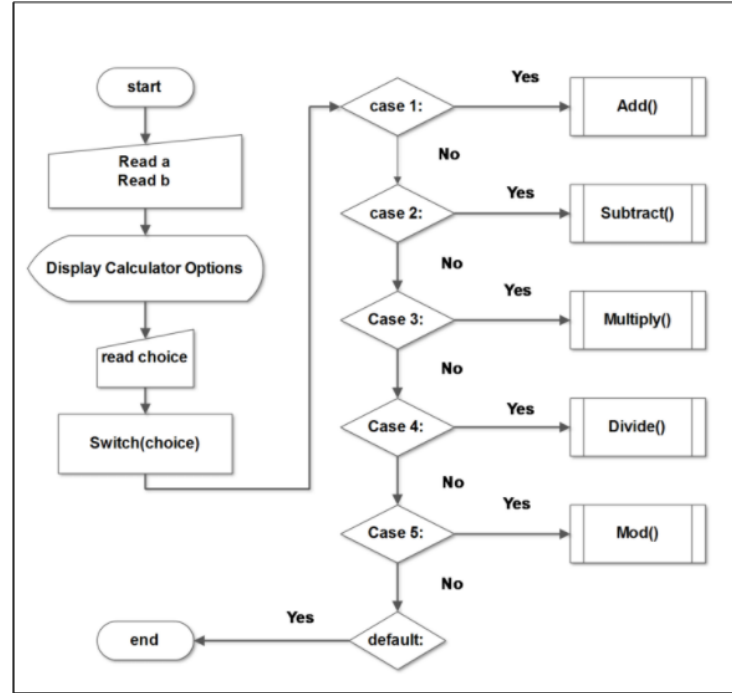 start
Read a
Read b
Display Calculator Options
read choice
Switch(choice)
case 1:
Yes
Add()
No
case 2:
Yes
Subtract()
No
Case 3:
Yes
Multiply()
No
Case 4:
Yes
Divide()
No
Case 5:
Yes
Mod()
No
default:
Yes
end